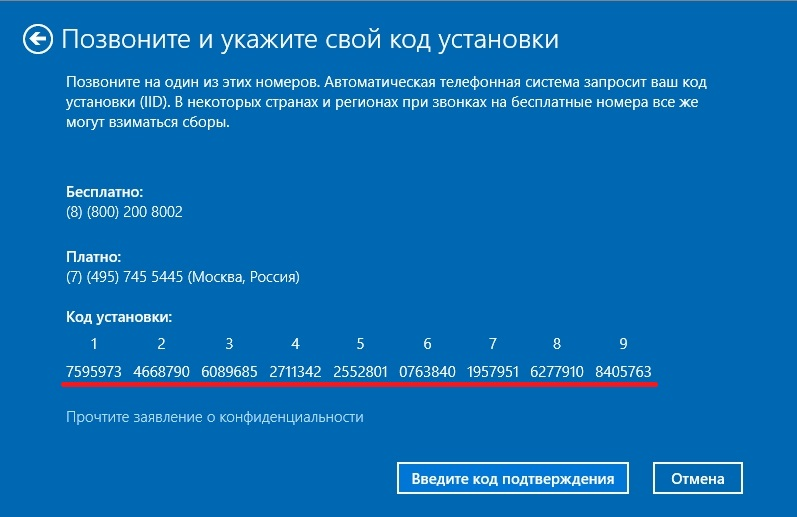 Позвоните и укажите свой код установки
Позвоните на один из этих номеров. Автоматическая телефонная система запросит ваш код
установки (IID). В некоторых странах и регионах при звонках на бесплатные номера все же
могут взиматься сборы.
Бесплатно:
(8) (800) 200 8002
Платно:
(7) (495) 745 5445 (Москва, Россия)
Код установки:
1 2 3 4 5 6 7 8 9
7595973 4668790 6089685 2711342 2552801 0763840 1957951 6277910 8405763
Прочтите заявление о конфиденциальности
Введите код подтверждения Отмена